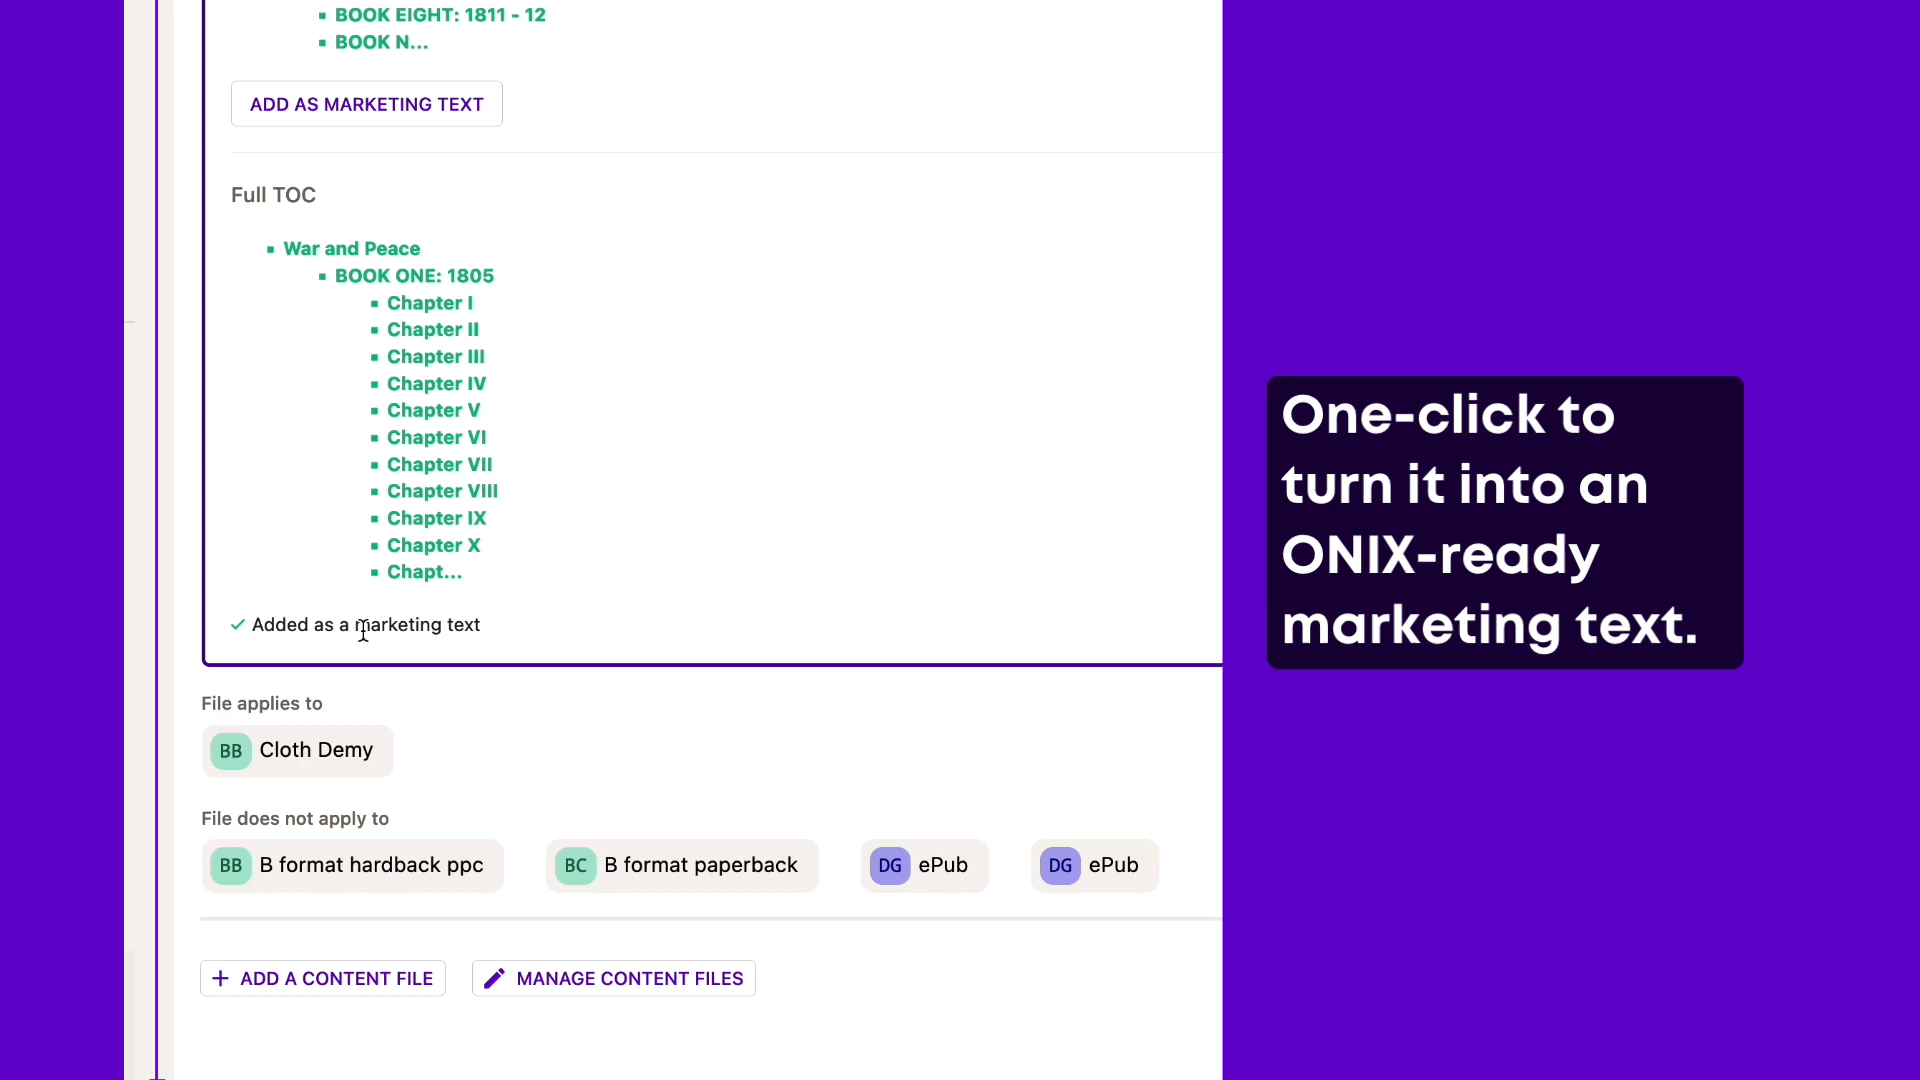 BOOK EIGHT: 1811 - 12
BOOK N...
ADD AS MARKETING TEXT
Full TOC
War and Peace
BOOK ONE: 1805
Chapter I
Chapter II
Chapter III
Chapter IV
Chapter V
Chapter VI
Chapter VII
Chapter VIII
Chapter IX
Chapter X
Chapt...
Added as a marketing text
File applies to
BB Cloth Demy
File does not apply to
BB B format hardback ppc
BC B format paperback
DG ePub
DG ePub
ADD A CONTENT FILE
MANAGE CONTENT FILES
One-click to
turn it into an
ONIX-ready
marketing text.